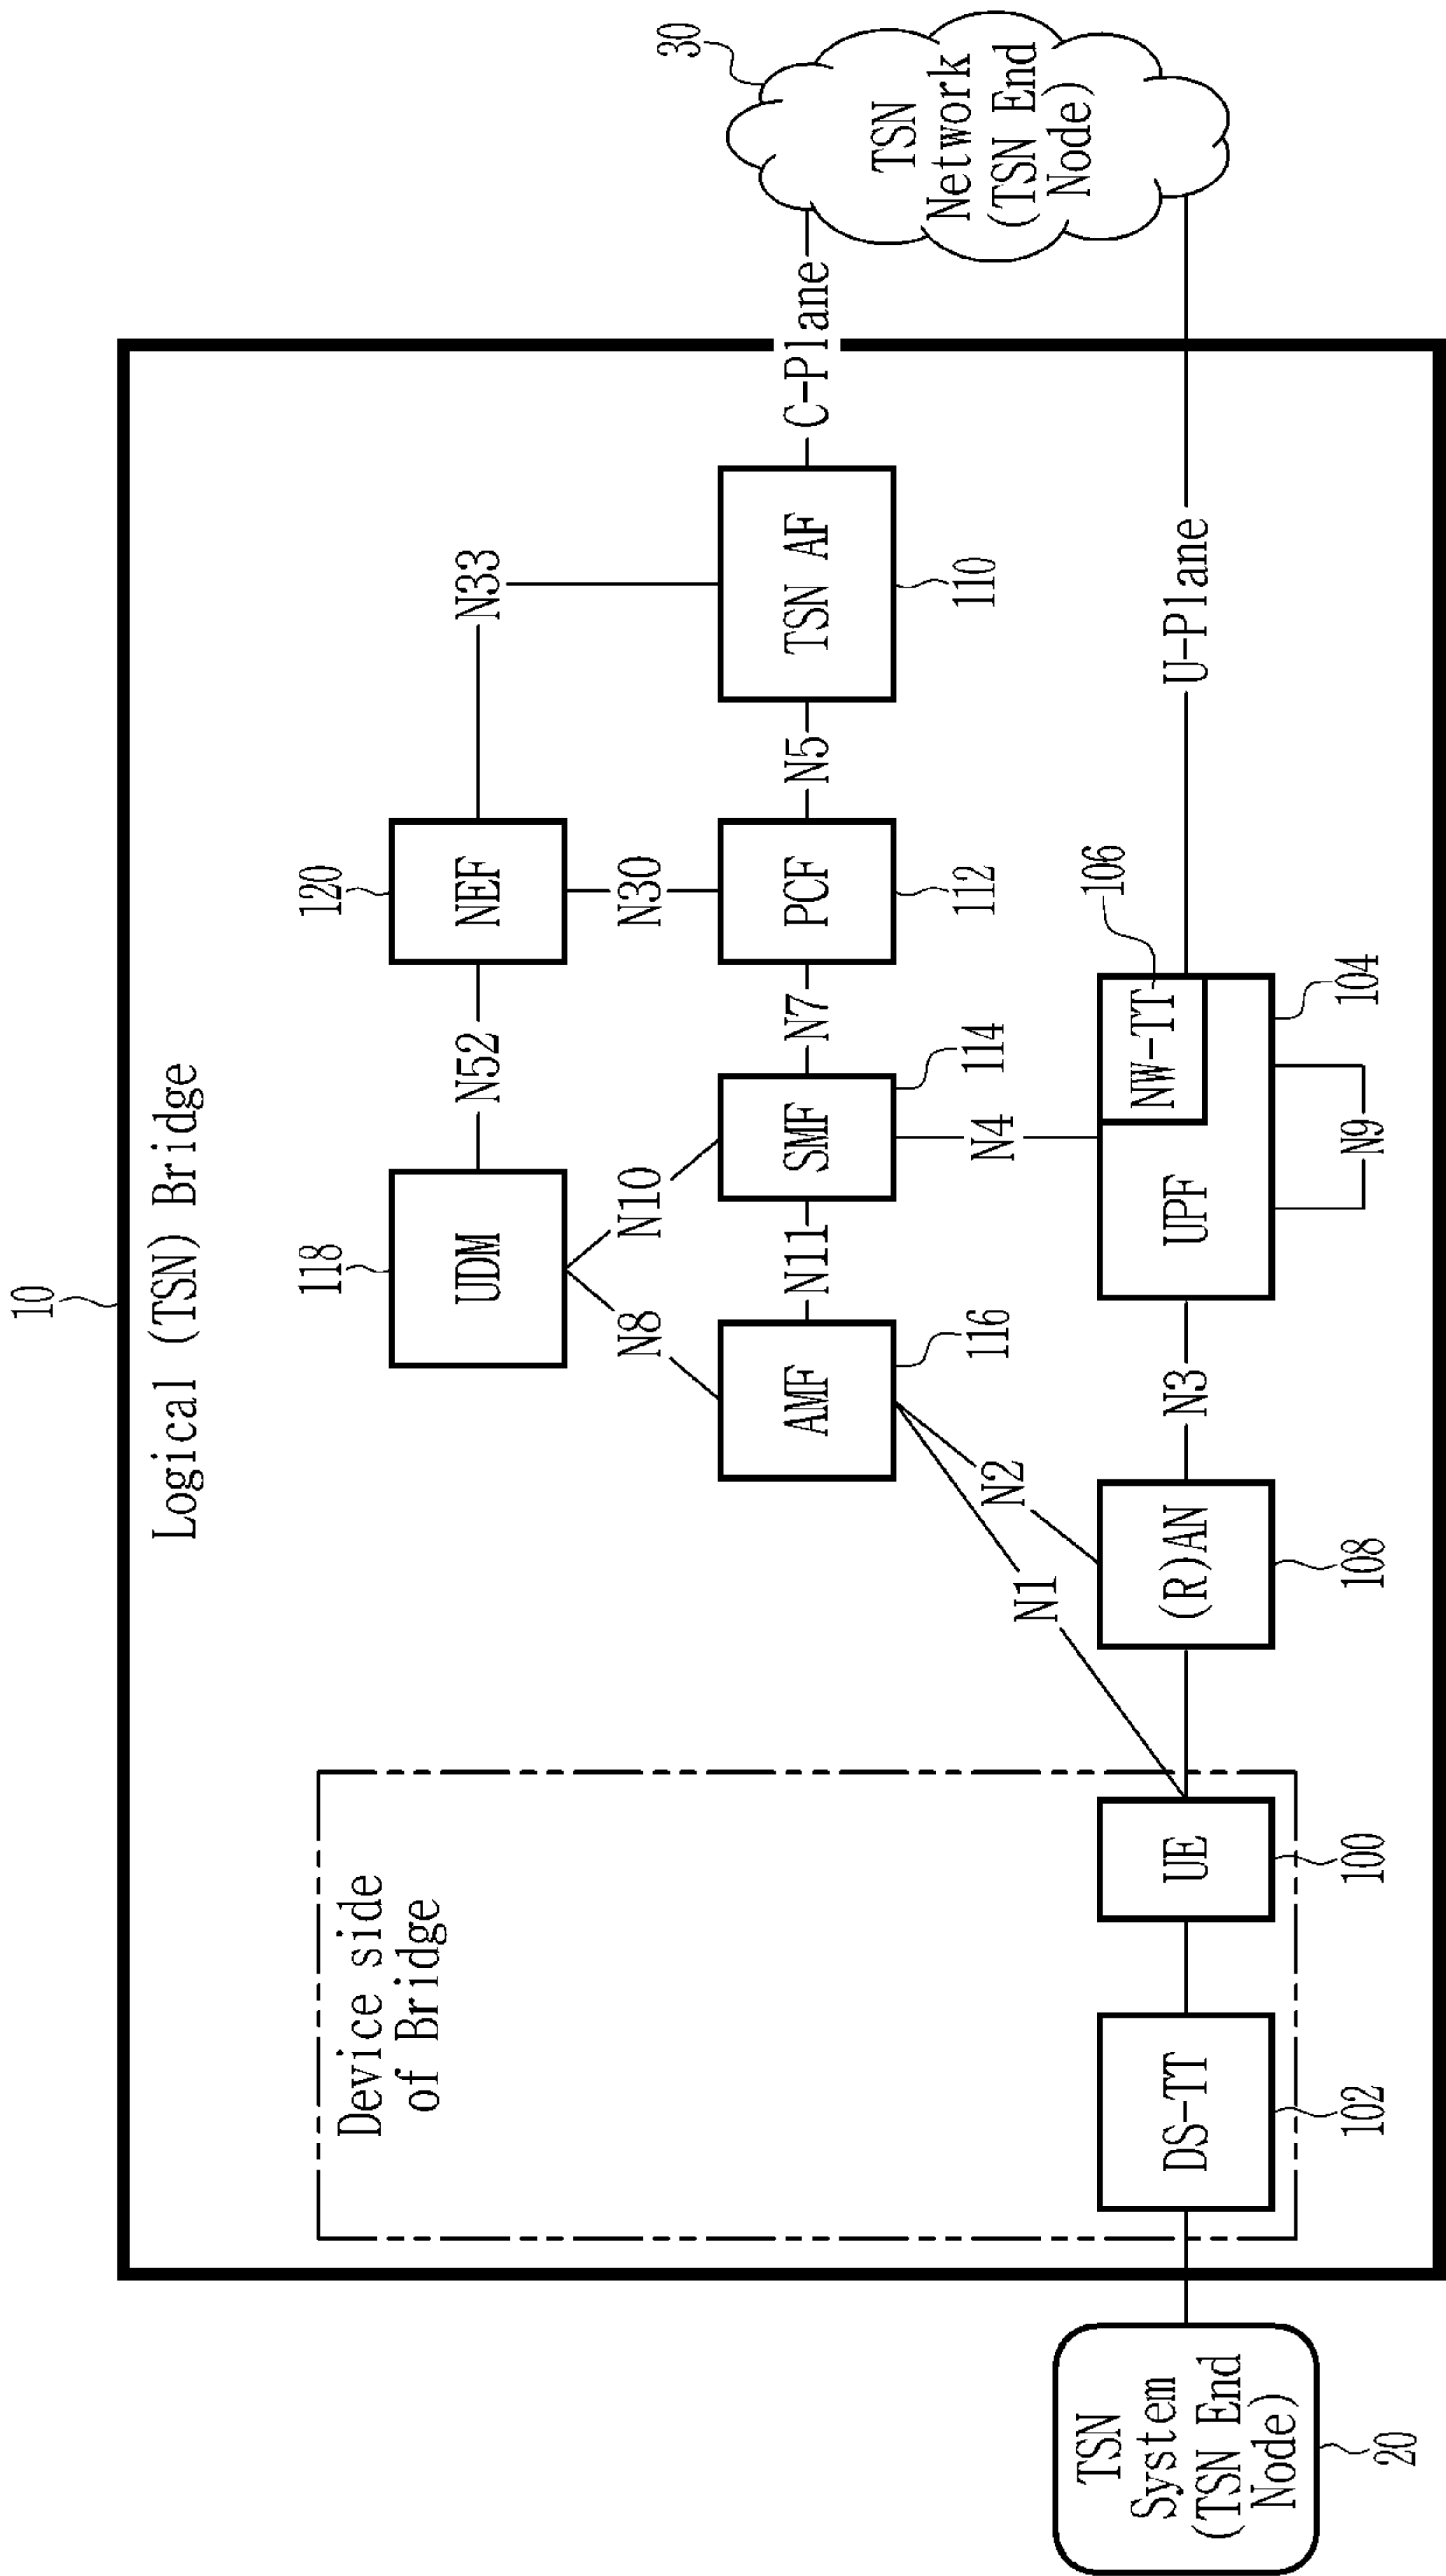 10
Logical (TSN) Bridge
30
TSN
Network
(TSN End
Node)
Device side
of Bridge
118
UDM
N52
120
NEF
N33
N8
N10
N30
AMF
116
N11
SMF
114
N7
PCF
112
N5
TSN AF
110
C-Plane
N1
N2
N4
TSN
System
(TSN End
Node)
20
DS-TT
102
UE
100
(R)AN
108
N3
UPF
NW-TT
106
104
N9
U-Plane